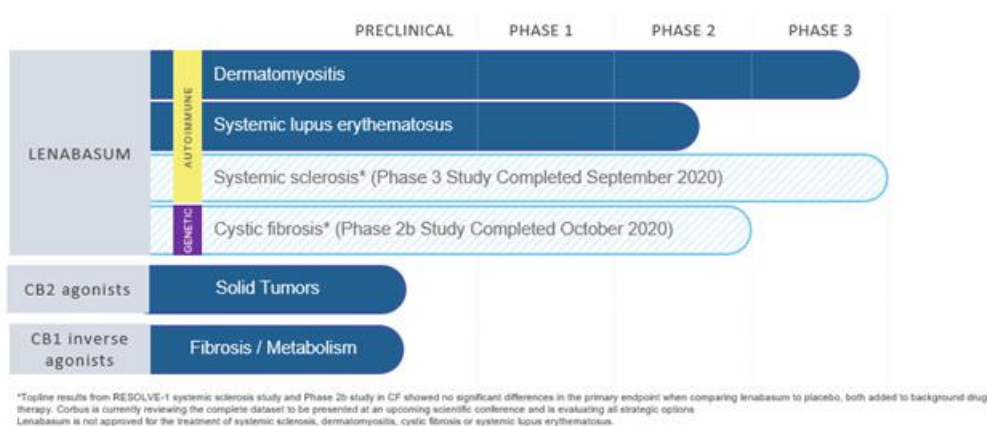 PRECLINICAL PHASE 1 PHASE 2 PHASE 3
LENABASUM
AUTOIMMUNE
Dermatomyositis
Systemic lupus erythematosus
Systemic sclerosis* (Phase 3 Study Completed September 2020)
GENETIC
Cystic fibrosis* (Phase 2b Study Completed October 2020)
CB2 agonists
Solid Tumors
CB1 inverse
agonists
Fibrosis / Metabolism
*Topline results from RESOLVE-1 systemic sclerosis study and Phase 2b study in CF showed no significant differences in the primary endpoint when comparing lenabasum to placebo, both added to background drug
therapy. Corbus is currently reviewing the complete dataset to be presented at an upcoming scientific conference and is evaluating all strategic options
Lenabasum is not approved for the treatment of systemic sclerosis, dermatomyositis, cystic fibrosis or systemic lupus erythematosus.